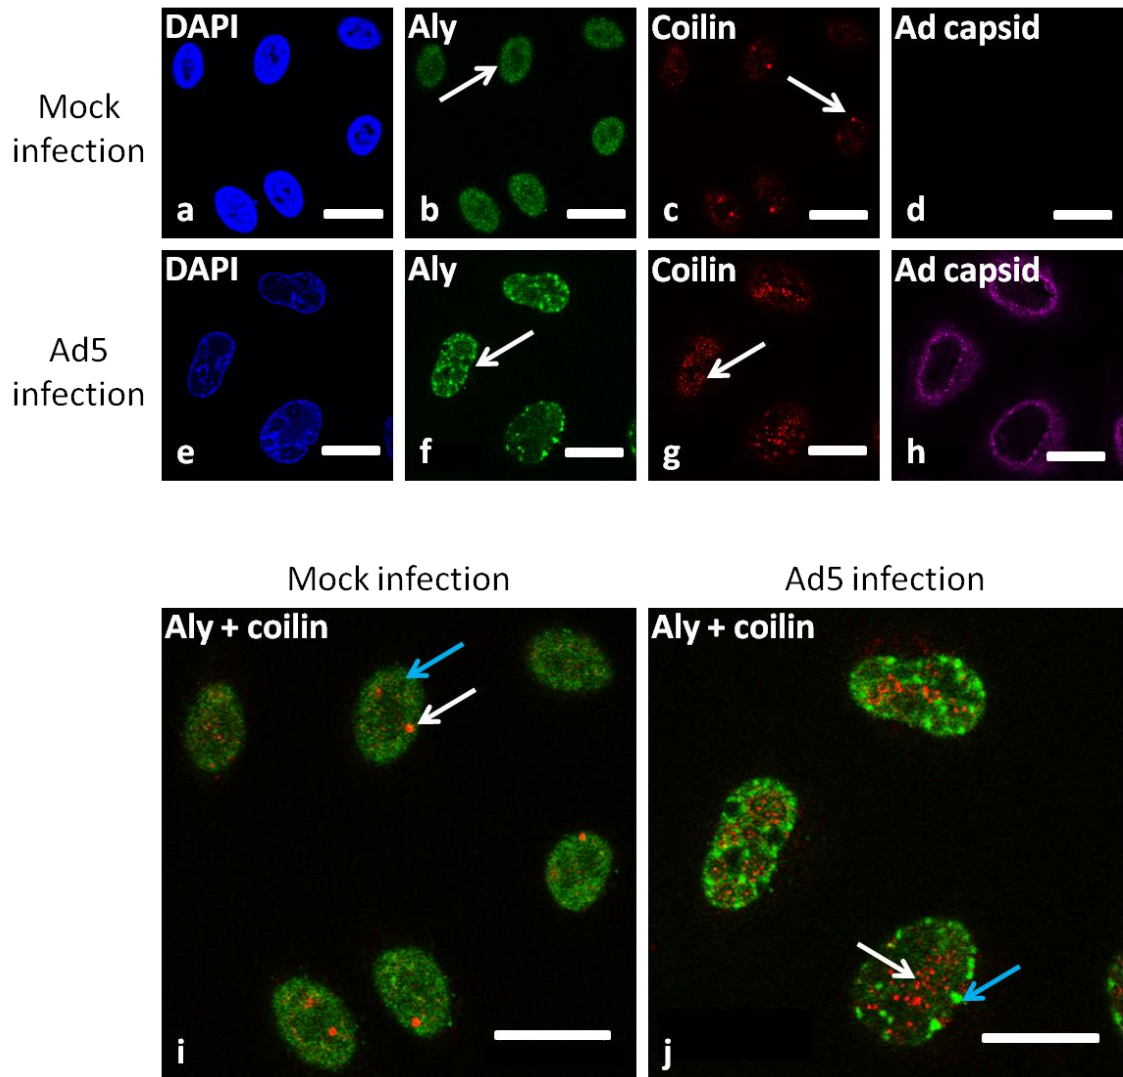 DAPI
Aly
Coilin
Ad capsid
Mock
infection
a
b
c
d
DAPI
Aly
Coilin
Ad capsid
Ad5
infection
e
f
g
h
Mock infection
Ad5 infection
Aly + coilin
Aly + coilin
i
j